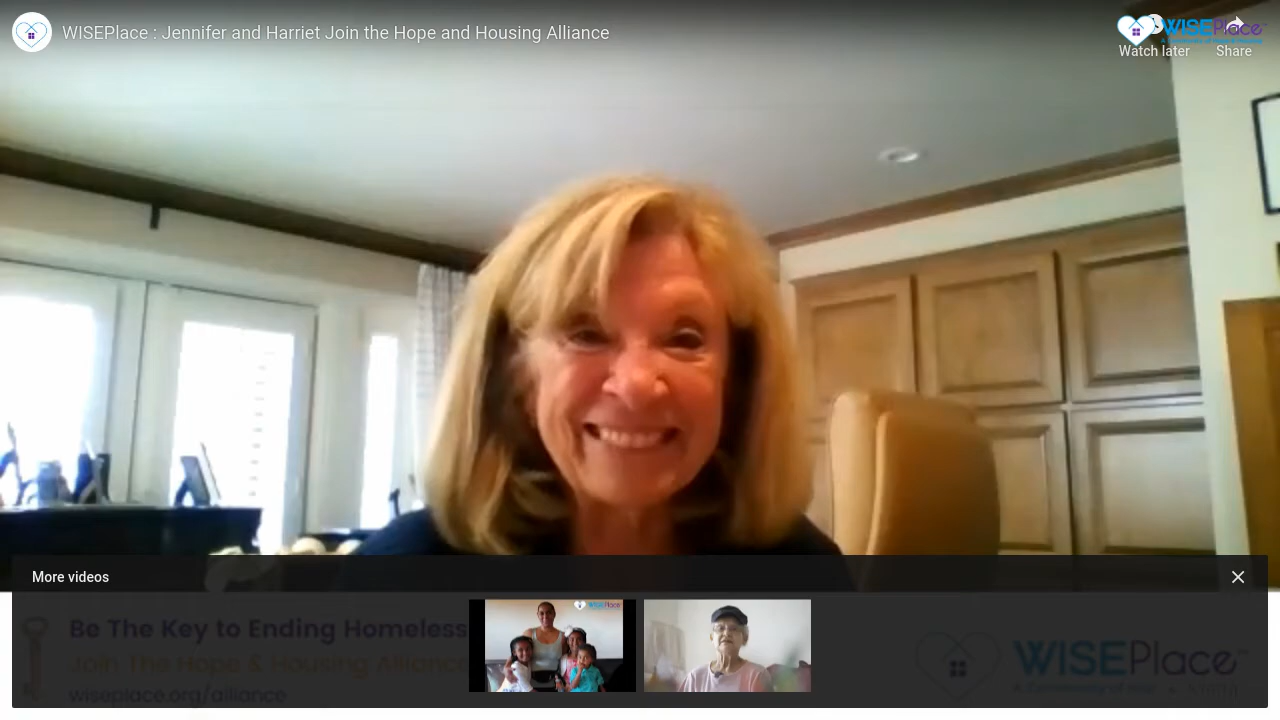 WISEPlace : Jennifer and Harriet Join the Hope and Housing Alliance
WISEPlace
Watch later
Share
More videos
WISEPlace
Be The Key to Ending Homeless
Join The Hope & Housing Alliance
wiseplace.org/alliance
WISEPlace